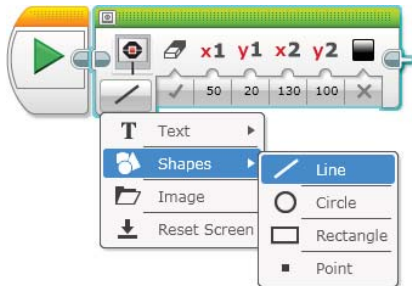 x1 y1 x2 y2
50 20 130 100
T Text
Shapes
Line
Image
Circle
Reset Screen
Rectangle
Point